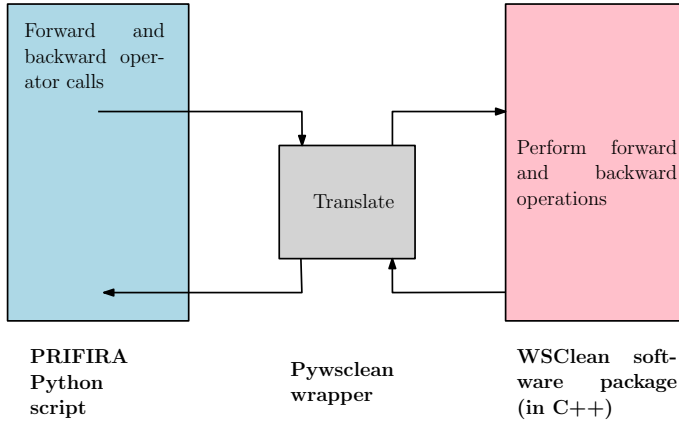 Forward and
backward oper-
ator calls
Translate
Perform forward
and backward
operations
PRIFIRA
Python
script
Pywsclean
wrapper
WSClean soft-
ware package
(in C++)